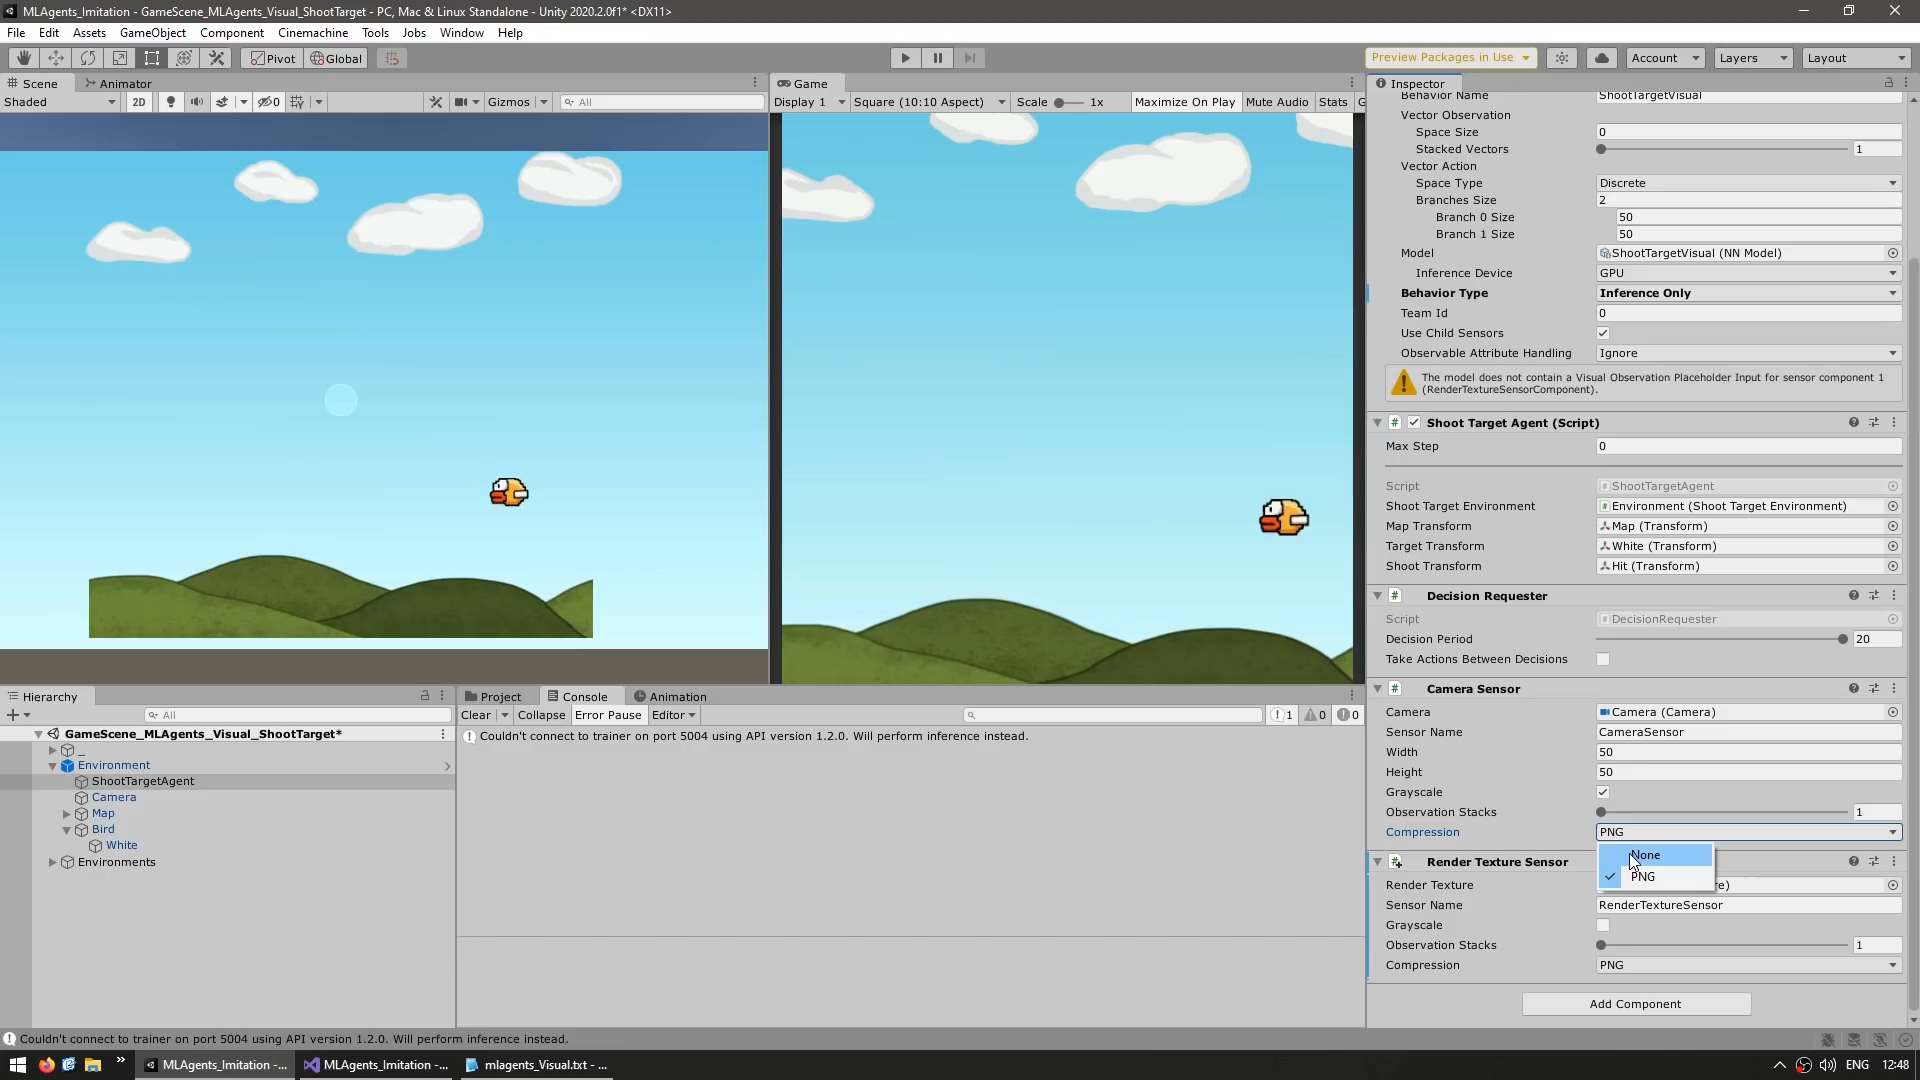 MLAgents_Imitation - GameScene_MLAgents_Visual_ShootTarget - PC, Mac & Linux Standalone - Unity 2020.2.0f1* <DX11>
File Edit Assets GameObject Component Cinemachine Tools Jobs Window Help
Pivot Global Preview Packages in Use Account Layers Layout
Scene Animator
Shaded 2D Gizmos All
Game
Display 1 Square (10:10 Aspect) Scale 1x Maximize On Play Mute Audio Stats G
Inspector
Behavior Name ShootTargetVisual
Vector Observation
Space Size 0
Stacked Vectors 1
Vector Action
Space Type Discrete
Branches Size 2
Branch 0 Size 50
Branch 1 Size 50
Model ShootTargetVisual (NN Model)
Inference Device GPU
Behavior Type Inference Only
Team Id 0
Use Child Sensors
Observable Attribute Handling Ignore
The model does not contain a Visual Observation Placeholder Input for sensor component 1
(RenderTextureSensorComponent).
# Shoot Target Agent (Script)
Max Step 0
Script ShootTargetAgent
Shoot Target Environment Environment (Shoot Target Environment)
Map Transform Map (Transform)
Target Transform White (Transform)
Shoot Transform Hit (Transform)
# Decision Requester
Script DecisionRequester
Decision Period 20
Take Actions Between Decisions
# Camera Sensor
Camera Camera (Camera)
Sensor Name CameraSensor
Width 50
Height 50
Grayscale
Observation Stacks 1
Compression PNG
None
PNG
Render Texture Sensor
Render Texture e)
Sensor Name RenderTextureSensor
Grayscale
Observation Stacks 1
Compression PNG
Add Component
Hierarchy
+ All
GameScene_MLAgents_Visual_ShootTarget*
_
Environment
ShootTargetAgent
Camera
Map
Bird
White
Environments
Project Console Animation
Clear Collapse Error Pause Editor 1 0 0
Couldn't connect to trainer on port 5004 using API version 1.2.0. Will perform inference instead.
Couldn't connect to trainer on port 5004 using API version 1.2.0. Will perform inference instead.
MLAgents_Imitation -... MLAgents_Imitation -... mlagents_Visual.txt - ... ENG 12:48